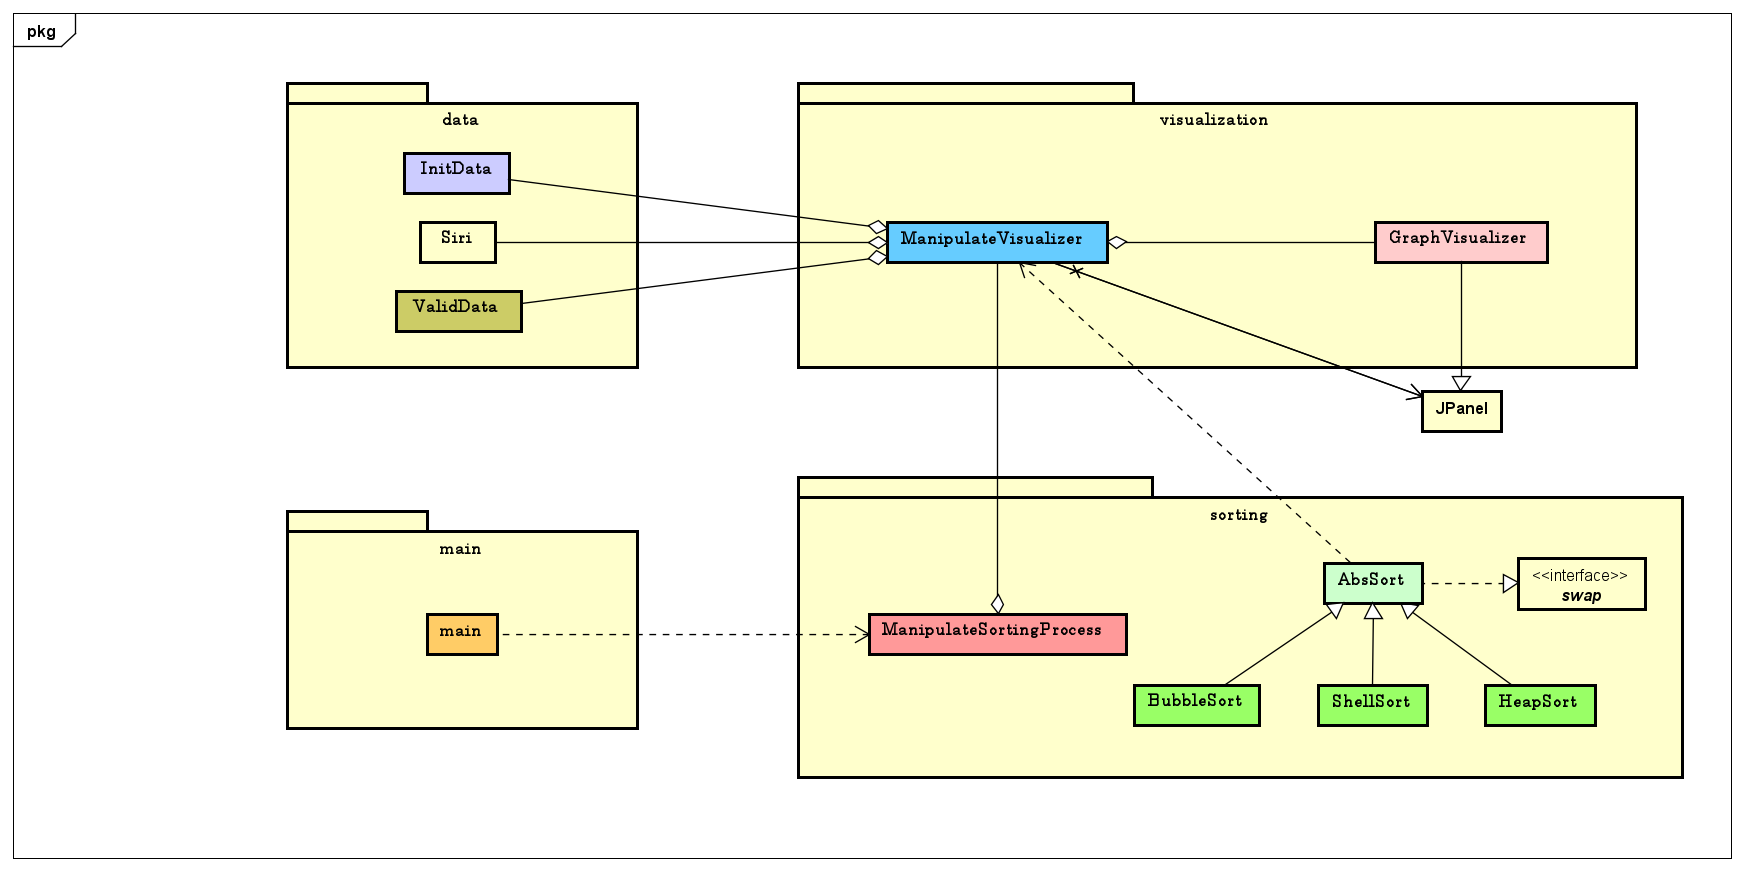 pkg
data
InitData
Siri
ValidData
visualization
ManipulateVisualizer
GraphVisualizer
JPanel
main
main
sorting
ManipulateSortingProcess
AbsSort
<<interface>>
swap
BubbleSort
ShellSort
HeapSort